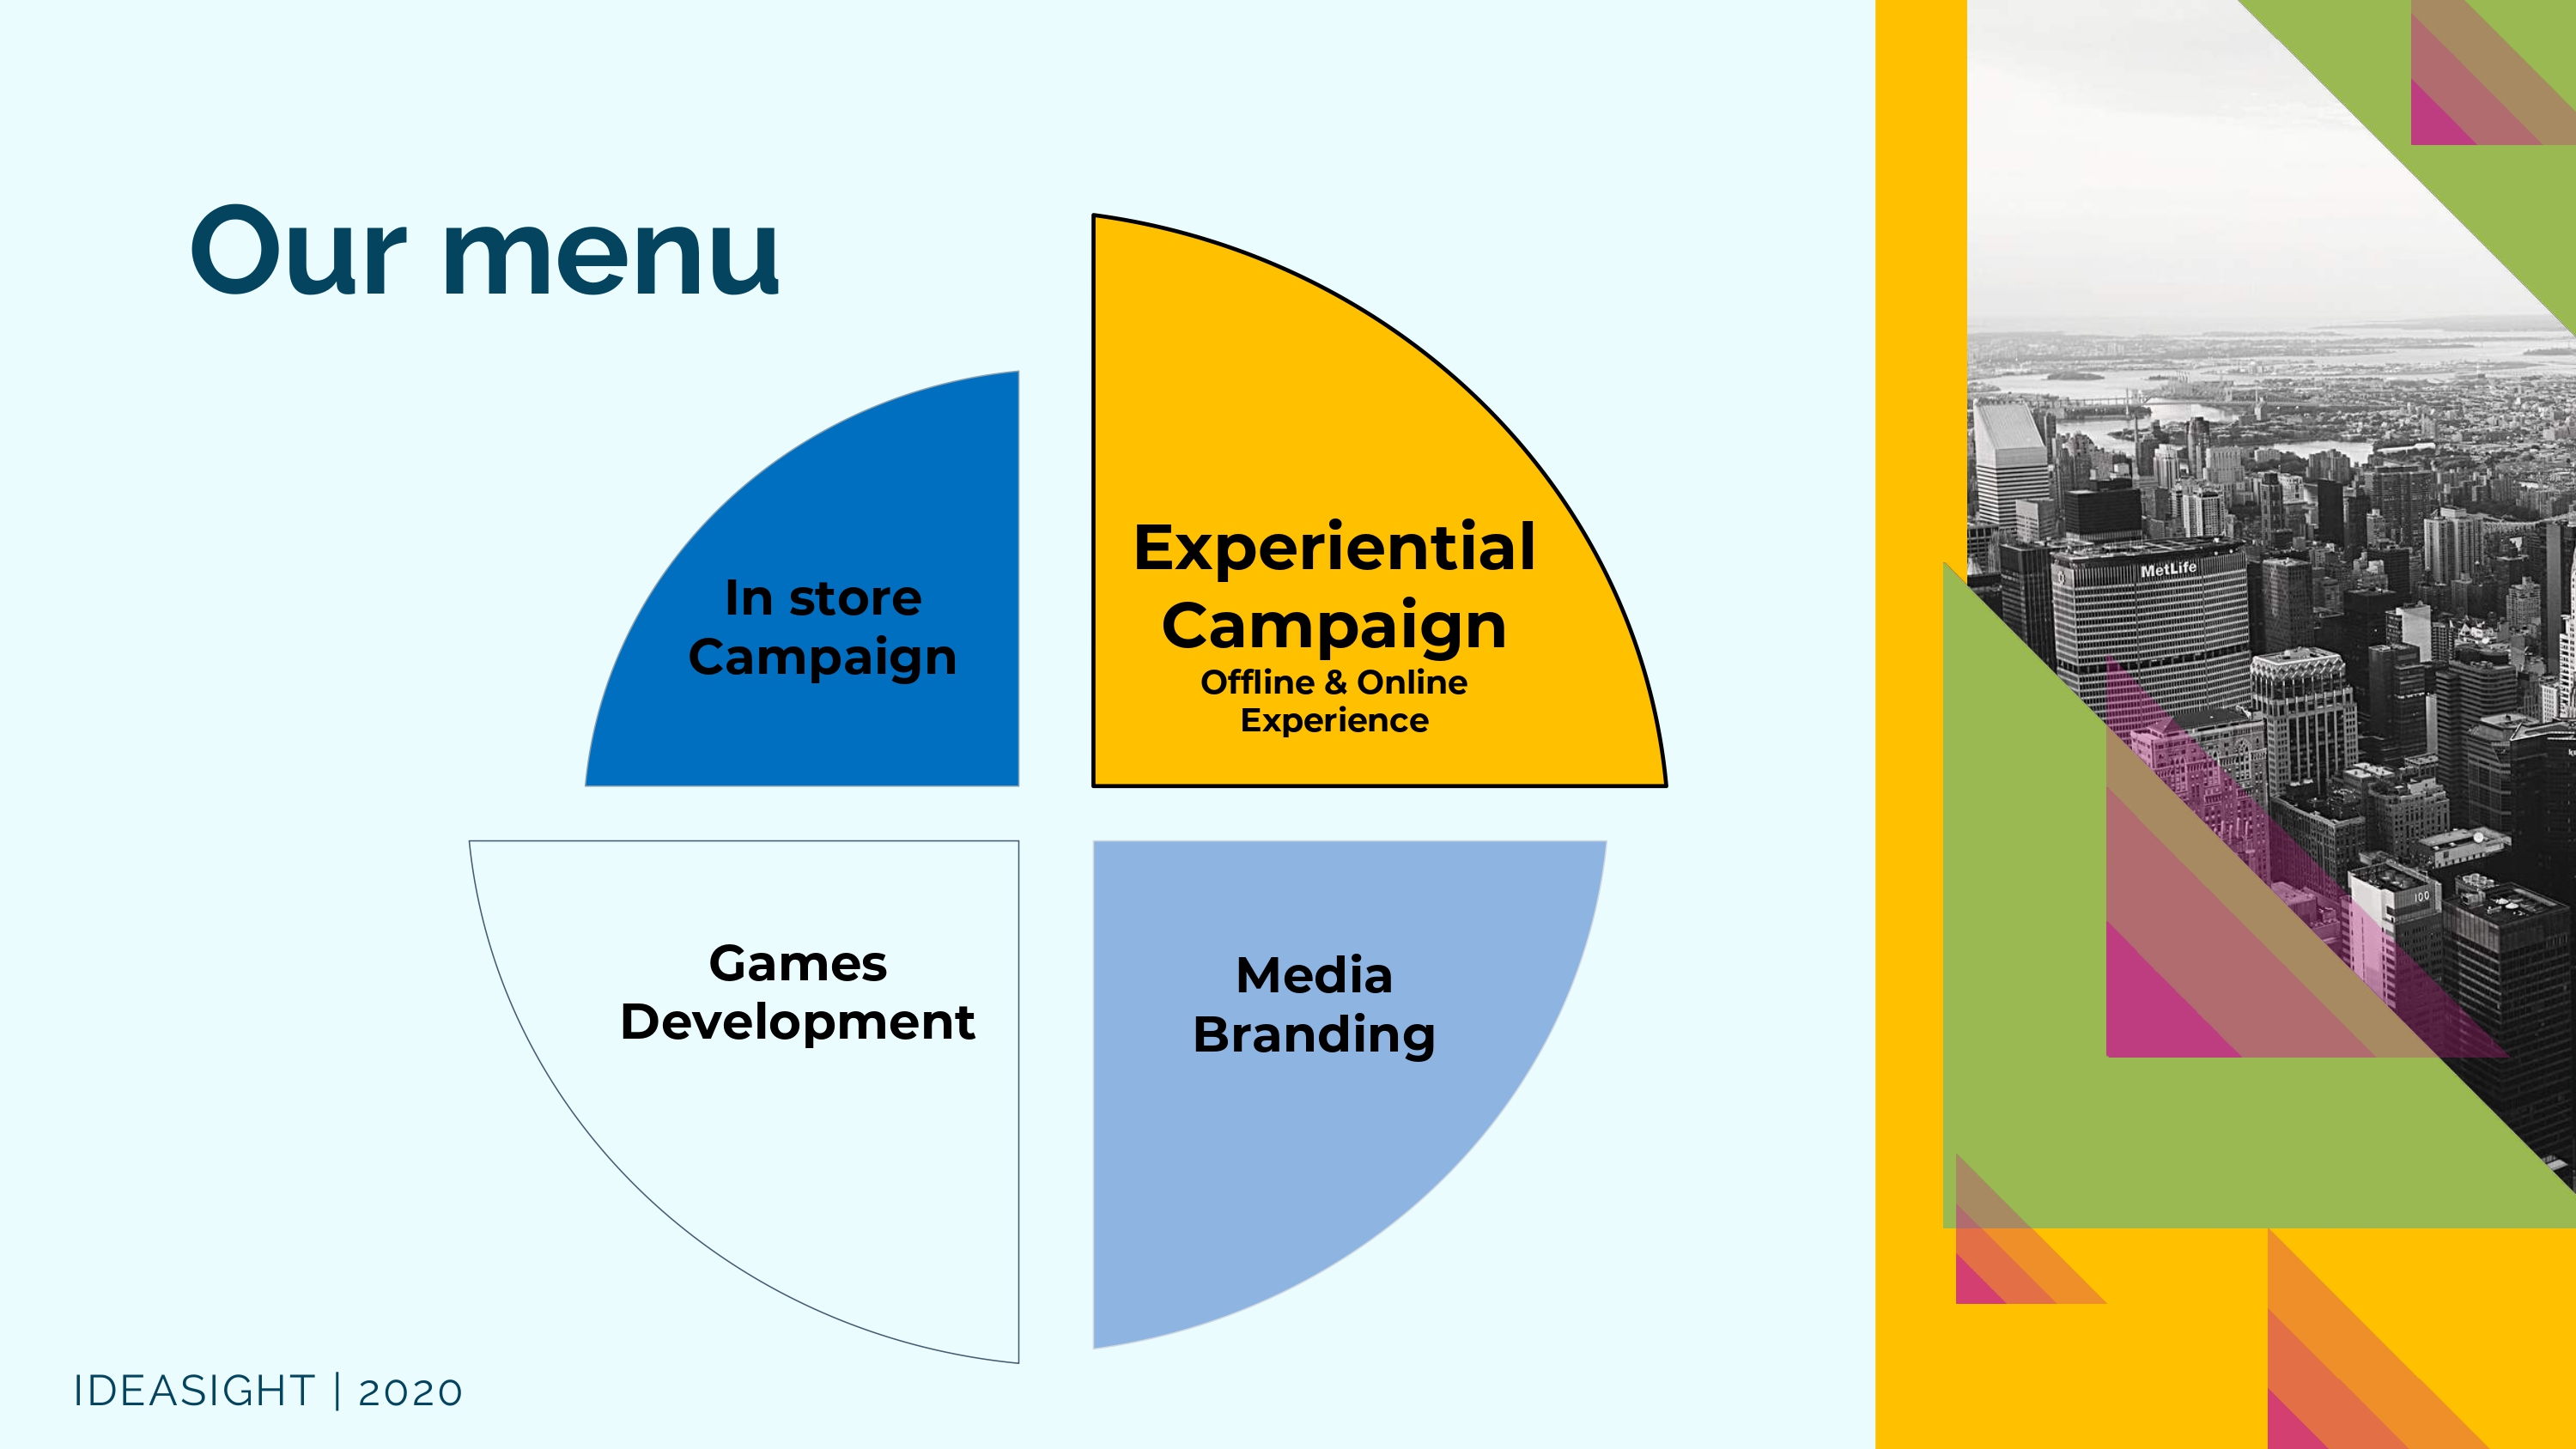 Our menu
In store
Campaign
Experiential
Campaign
Offline & Online
Experience
Games
Development
Media
Branding
MetLife
100
IDEASIGHT | 2020